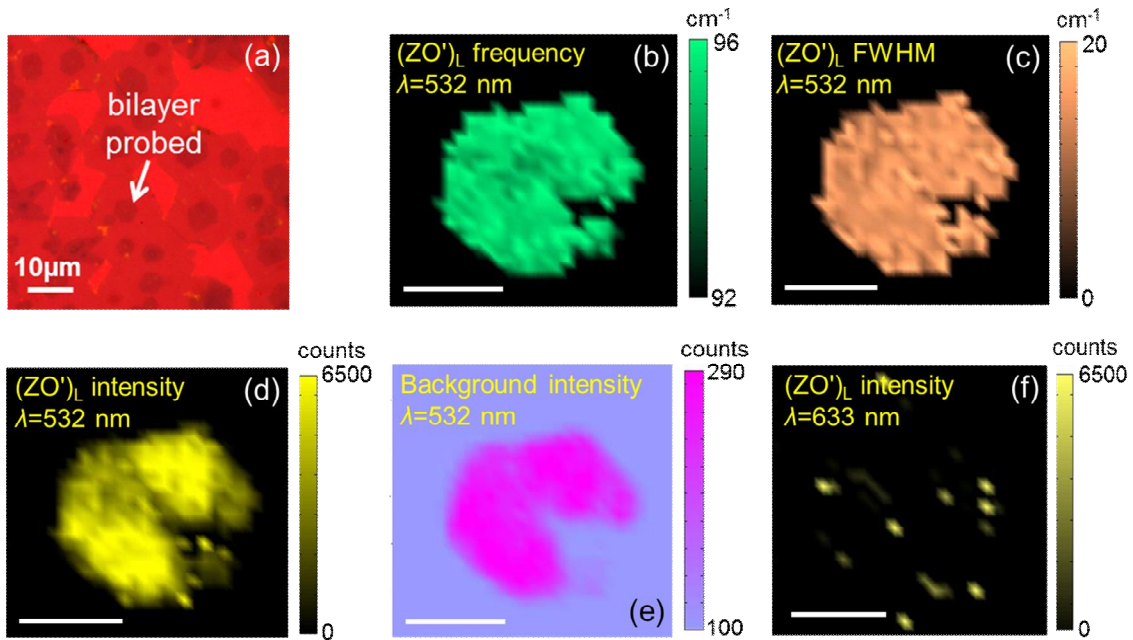 (a)
bilayer
probed
10μm
cm⁻¹
(ZO')L frequency
(b)
λ=532 nm
96
92
cm⁻¹
(ZO')L FWHM
(c)
λ=532 nm
20
0
counts
(ZO')L intensity
(d)
λ=532 nm
6500
0
counts
Background intensity
λ=532 nm
(e)
290
100
counts
(ZO')L intensity
(f)
λ=633 nm
6500
0